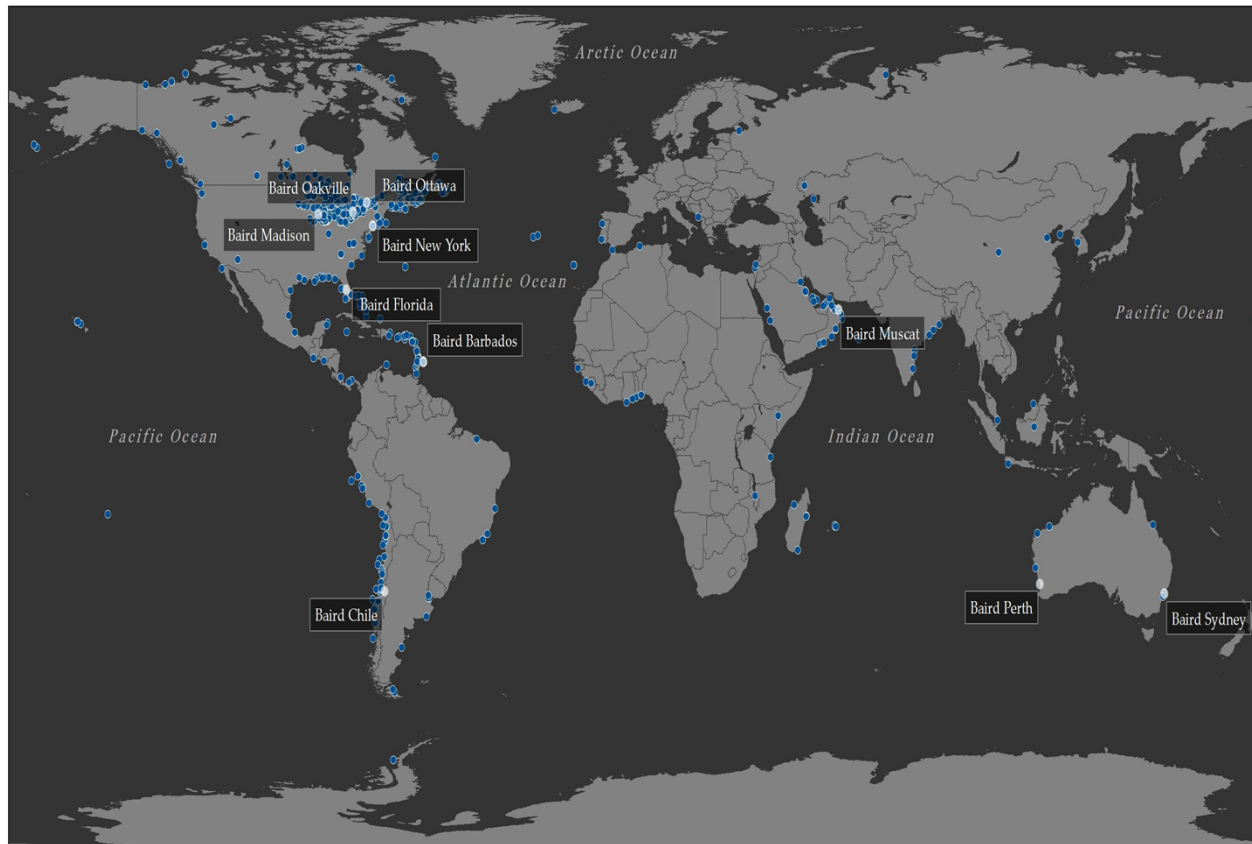 Arctic Ocean
Baird Oakville
Baird Ottawa
Baird Madison
Baird New York
Atlantic Ocean
Baird Florida
Pacific Ocean
Baird Muscat
Baird Barbados
Pacific Ocean
Indian Ocean
Baird Chile
Baird Perth
Baird Sydney